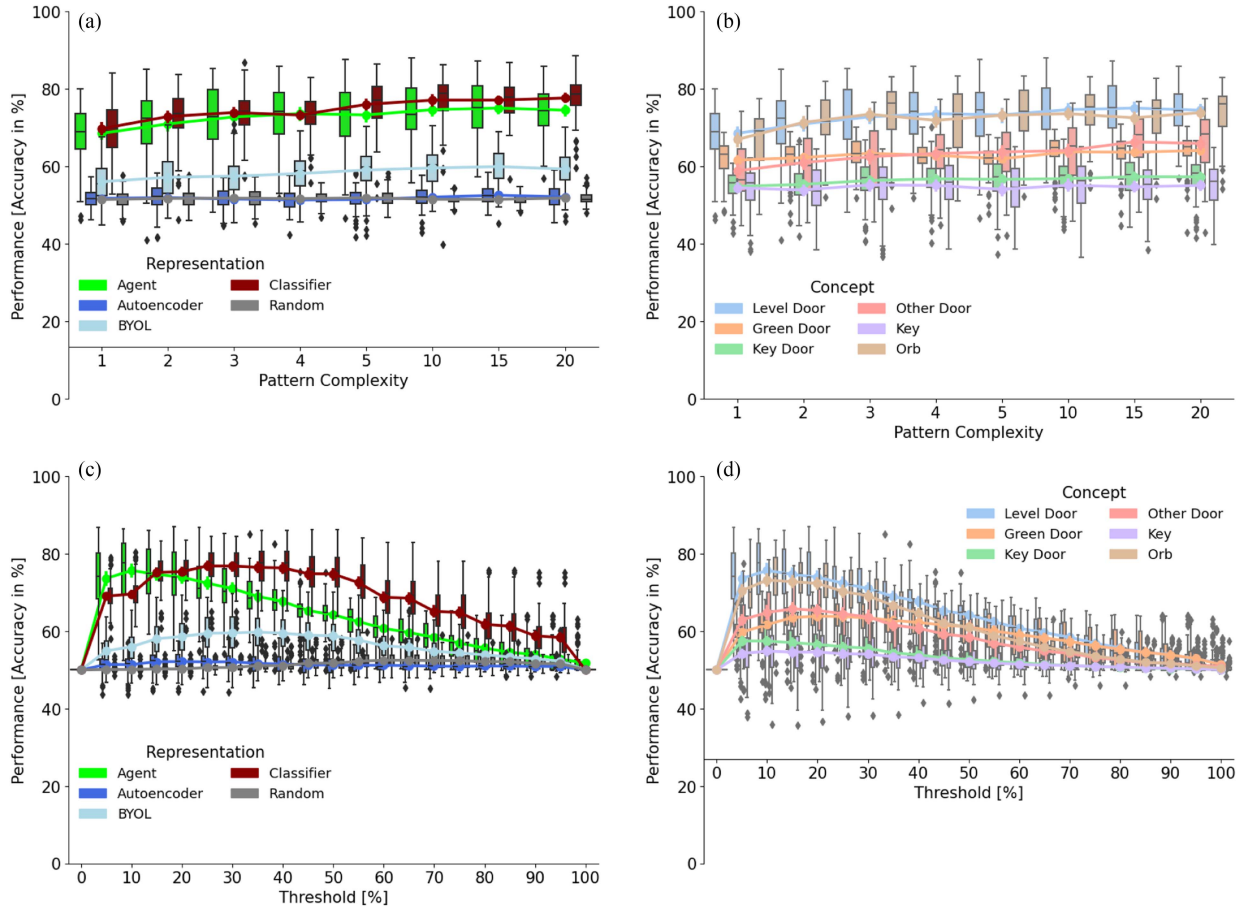 (a)
100
80
60
40
20
0
Performance [Accuracy in %]
Representation
Agent
Classifier
Autoencoder
Random
BYOL
1 2 3 4 5 10 15 20
Pattern Complexity
(b)
100
80
60
40
20
0
Performance [Accuracy in %]
Concept
Level Door
Other Door
Green Door
Key
Key Door
Orb
1 2 3 4 5 10 15 20
Pattern Complexity
(c)
100
80
60
40
20
0
Performance [Accuracy in %]
Representation
Agent
Classifier
Autoencoder
Random
BYOL
0 10 20 30 40 50 60 70 80 90 100
Threshold [%]
(d)
100
80
60
40
20
0
Performance [Accuracy in %]
Concept
Level Door
Other Door
Green Door
Key
Key Door
Orb
0 10 20 30 40 50 60 70 80 90 100
Threshold [%]